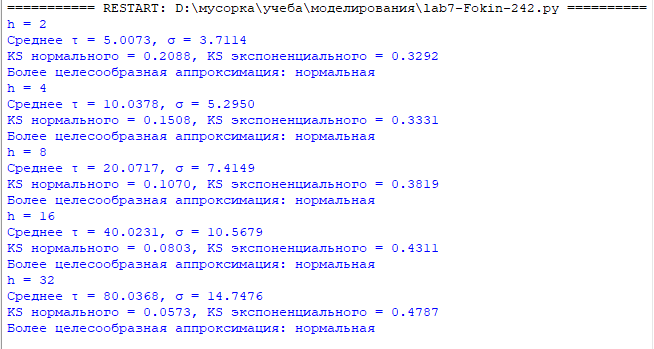 =========== RESTART: D:\мусорка\учеба\моделирования\lab7-Fokin-242.py ==========
h = 2
Среднее τ = 5.0073, σ = 3.7114
KS нормального = 0.2088, KS экспоненциального = 0.3292
Более целесообразная аппроксимация: нормальная
h = 4
Среднее τ = 10.0378, σ = 5.2950
KS нормального = 0.1508, KS экспоненциального = 0.3331
Более целесообразная аппроксимация: нормальная
h = 8
Среднее τ = 20.0717, σ = 7.4149
KS нормального = 0.1070, KS экспоненциального = 0.3819
Более целесообразная аппроксимация: нормальная
h = 16
Среднее τ = 40.0231, σ = 10.5679
KS нормального = 0.0803, KS экспоненциального = 0.4311
Более целесообразная аппроксимация: нормальная
h = 32
Среднее τ = 80.0368, σ = 14.7476
KS нормального = 0.0573, KS экспоненциального = 0.4787
Более целесообразная аппроксимация: нормальная